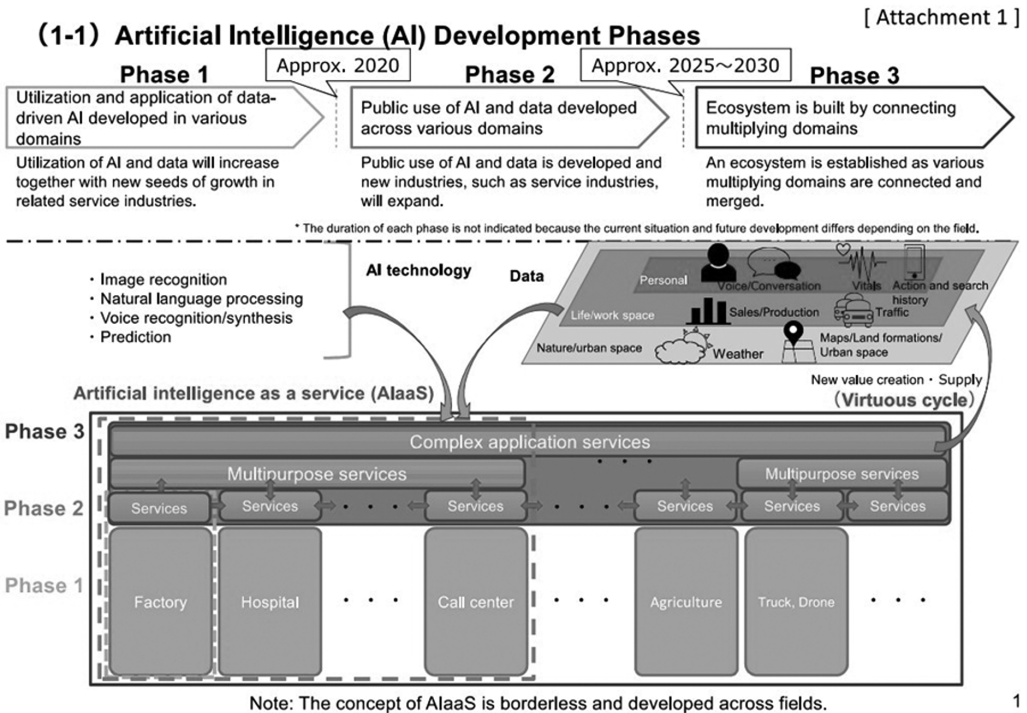 [ Attachment 1 ]
(1-1) Artificial Intelligence (AI) Development Phases
Phase 1
Approx. 2020
Phase 2
Approx. 2025～2030
Phase 3
Utilization and application of data-
driven AI developed in various
domains
Public use of AI and data developed
across various domains
Ecosystem is built by connecting
multiplying domains
Utilization of AI and data will increase
together with new seeds of growth in
related service industries.
Public use of AI and data is developed and
new industries, such as service industries,
will expand.
An ecosystem is established as various
multiplying domains are connected and
merged.
* The duration of each phase is not indicated because the current situation and future development differs depending on the field.
・Image recognition
・Natural language processing
・Voice recognition/synthesis
・Prediction
AI technology
Data
Personal
Voice/Conversation
Vitals
Action and search
history
Life/work space
Sales/Production
Traffic
Nature/urban space
Weather
Maps/Land formations/
Urban space
New value creation・Supply
(Virtuous cycle)
Artificial intelligence as a service (AIaaS)
Phase 3
Complex application services
・・・
Multipurpose services
Multipurpose services
Phase 2
Services
Services
・・・
Services
・・・
Services
Services
Services
Phase 1
Factory
Hospital
・・・
Call center
・・・
Agriculture
Truck, Drone
・・・
Note: The concept of AIaaS is borderless and developed across fields.
1